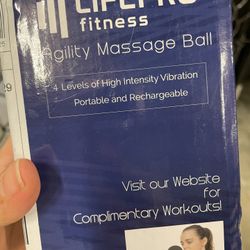 LIFEPRO
fitness
Agility Massage Ball
4 Levels of High Intensity Vibration
Portable and Rechargeable
Visit our Website
for
Complimentary Workouts!